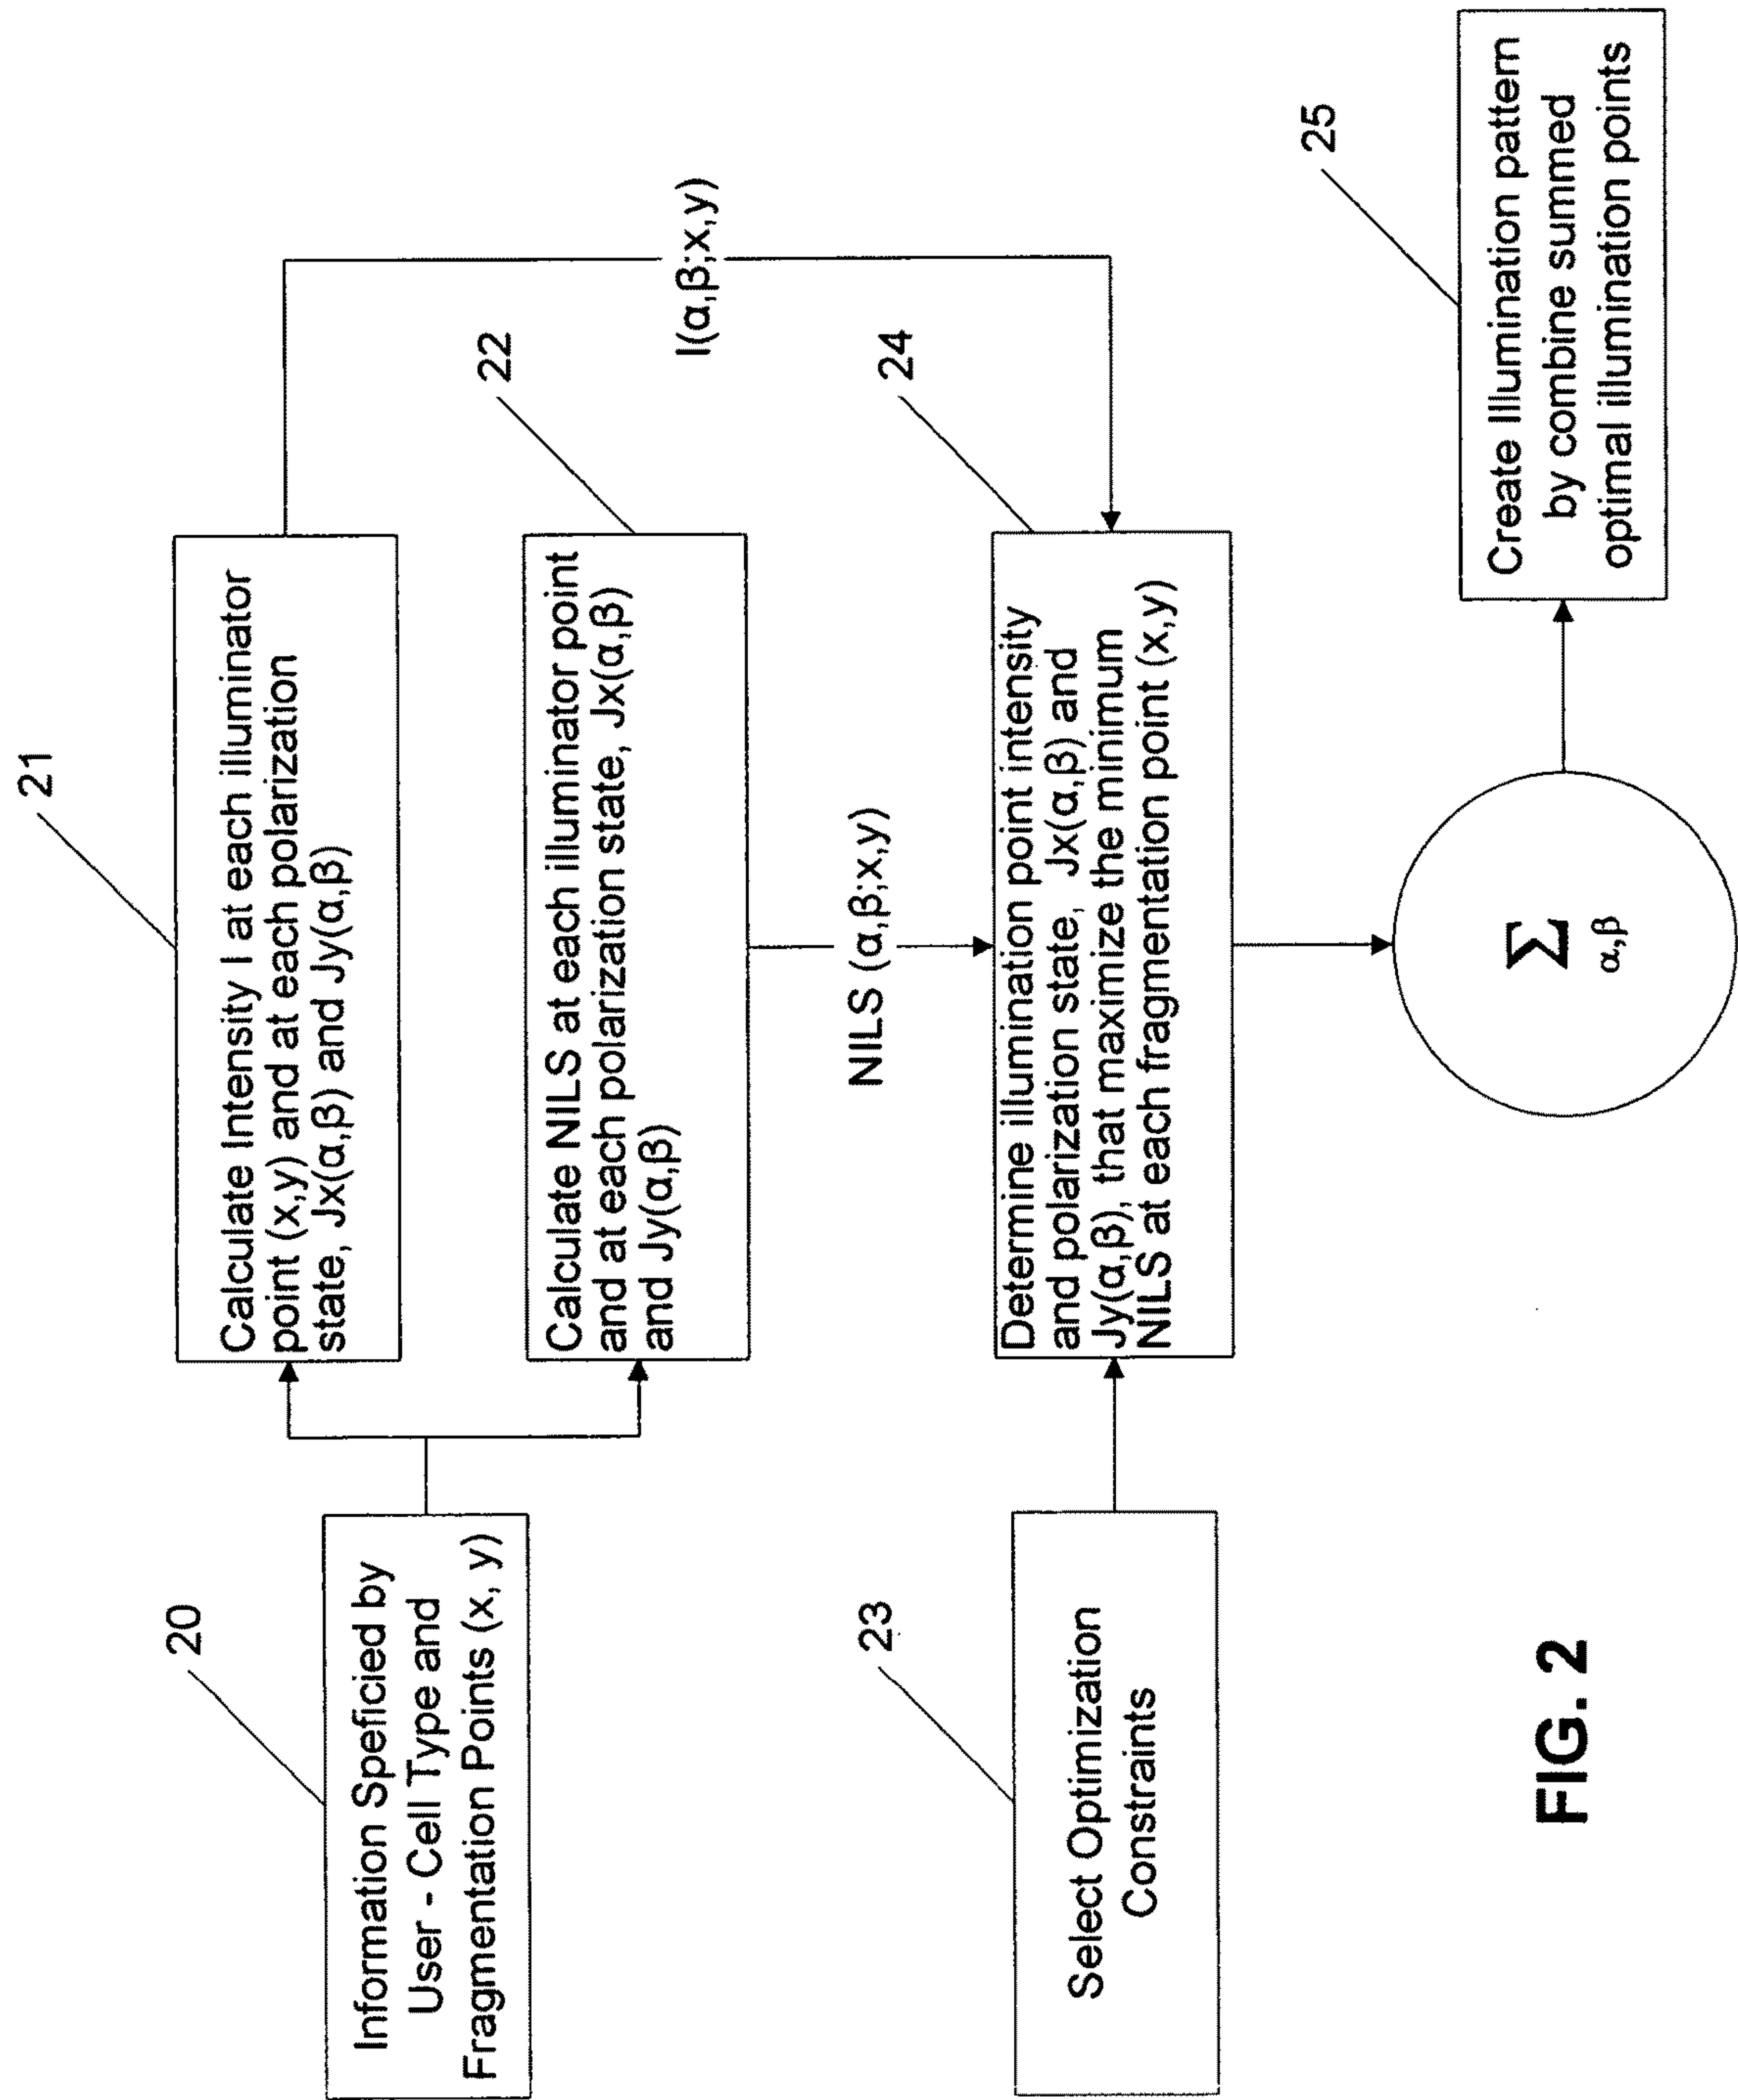 20
Information Speficied by
User - Cell Type and
Fragmentation Points (x, y)
21
Calculate Intensity I at each illuminator
point (x,y) and at each polarization
state, Jx(α,β) and Jy(α,β)
22
Calculate NILS at each illuminator point
and at each polarization state, Jx(α,β)
and Jy(α,β)
I(α,β;x,y)
NILS (α,β;x,y)
23
Select Optimization
Constraints
24
Determine illumination point intensity
and polarization state, Jx(α,β) and
Jy(α,β), that maximize the minimum
NILS at each fragmentation point (x,y)
Σ
α,β
25
Create Illumination pattern
by combine summed
optimal illumination points
FIG. 2